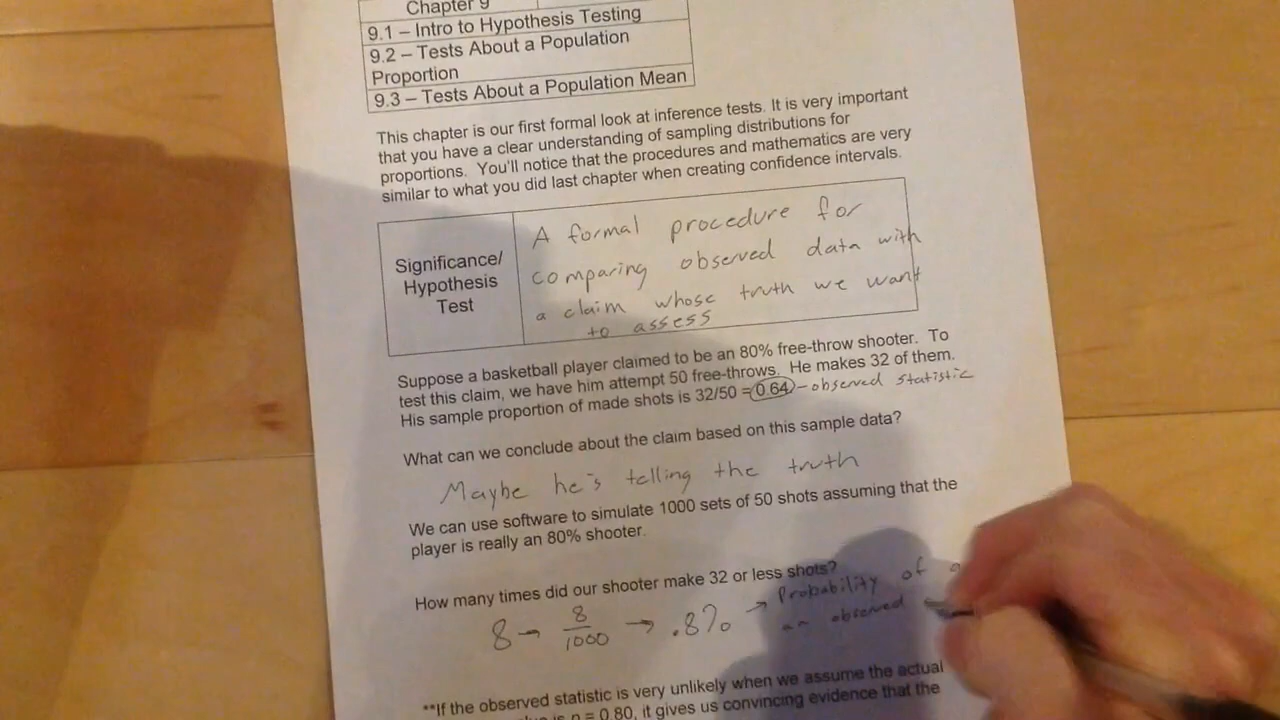 Chapter 9
9.1 – Intro to Hypothesis Testing
9.2 – Tests About a Population
Proportion
9.3 – Tests About a Population Mean
This chapter is our first formal look at inference tests. It is very important
that you have a clear understanding of sampling distributions for
proportions. You'll notice that the procedures and mathematics are very
similar to what you did last chapter when creating confidence intervals.
Significance/
Hypothesis
Test
A formal procedure for
comparing observed data with
a claim whose truth we want
to assess
Suppose a basketball player claimed to be an 80% free-throw shooter. To
test this claim, we have him attempt 50 free-throws. He makes 32 of them.
His sample proportion of made shots is 32/50 = 0.64 – observed statistic
What can we conclude about the claim based on this sample data?
Maybe he's telling the truth
We can use software to simulate 1000 sets of 50 shots assuming that the
player is really an 80% shooter.
How many times did our shooter make 32 or less shots?
8 → 8/1000 → .8% → Probability of
an observed
**If the observed statistic is very unlikely when we assume the actual
is p = 0.80, it gives us convincing evidence that the